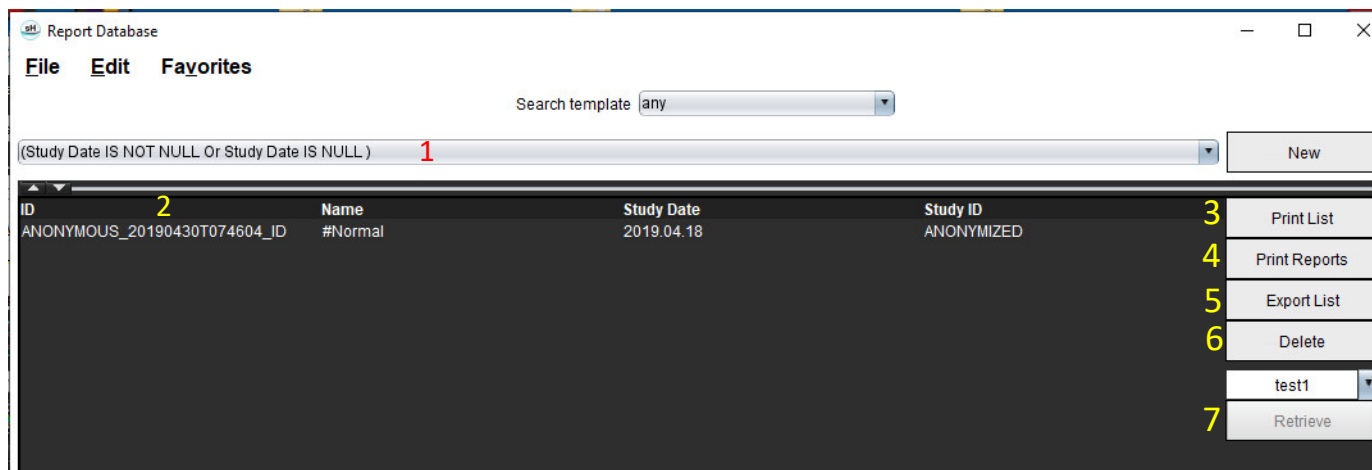 sH Report Database
File Edit Favorites
Search template any
(Study Date IS NOT NULL Or Study Date IS NULL ) 1 New
2
ID Name Study Date Study ID
ANONYMOUS_20190430T074604_ID #Normal 2019.04.18 ANONYMIZED
3 Print List
4 Print Reports
5 Export List
6 Delete
test1
7 Retrieve